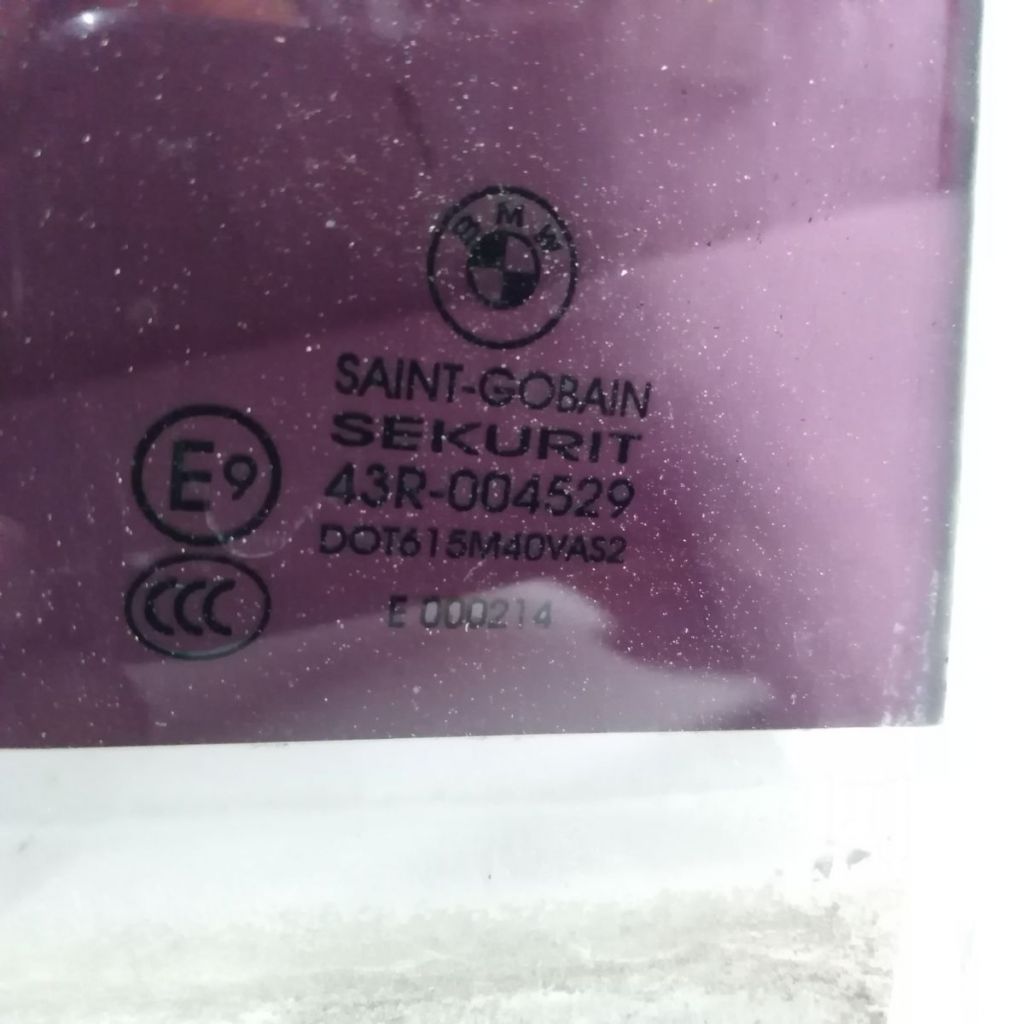 BMW
SAINT-GOBAIN
SEKURIT
E9
43R-004529
DOT615M40VAS2
CCC
E 000214